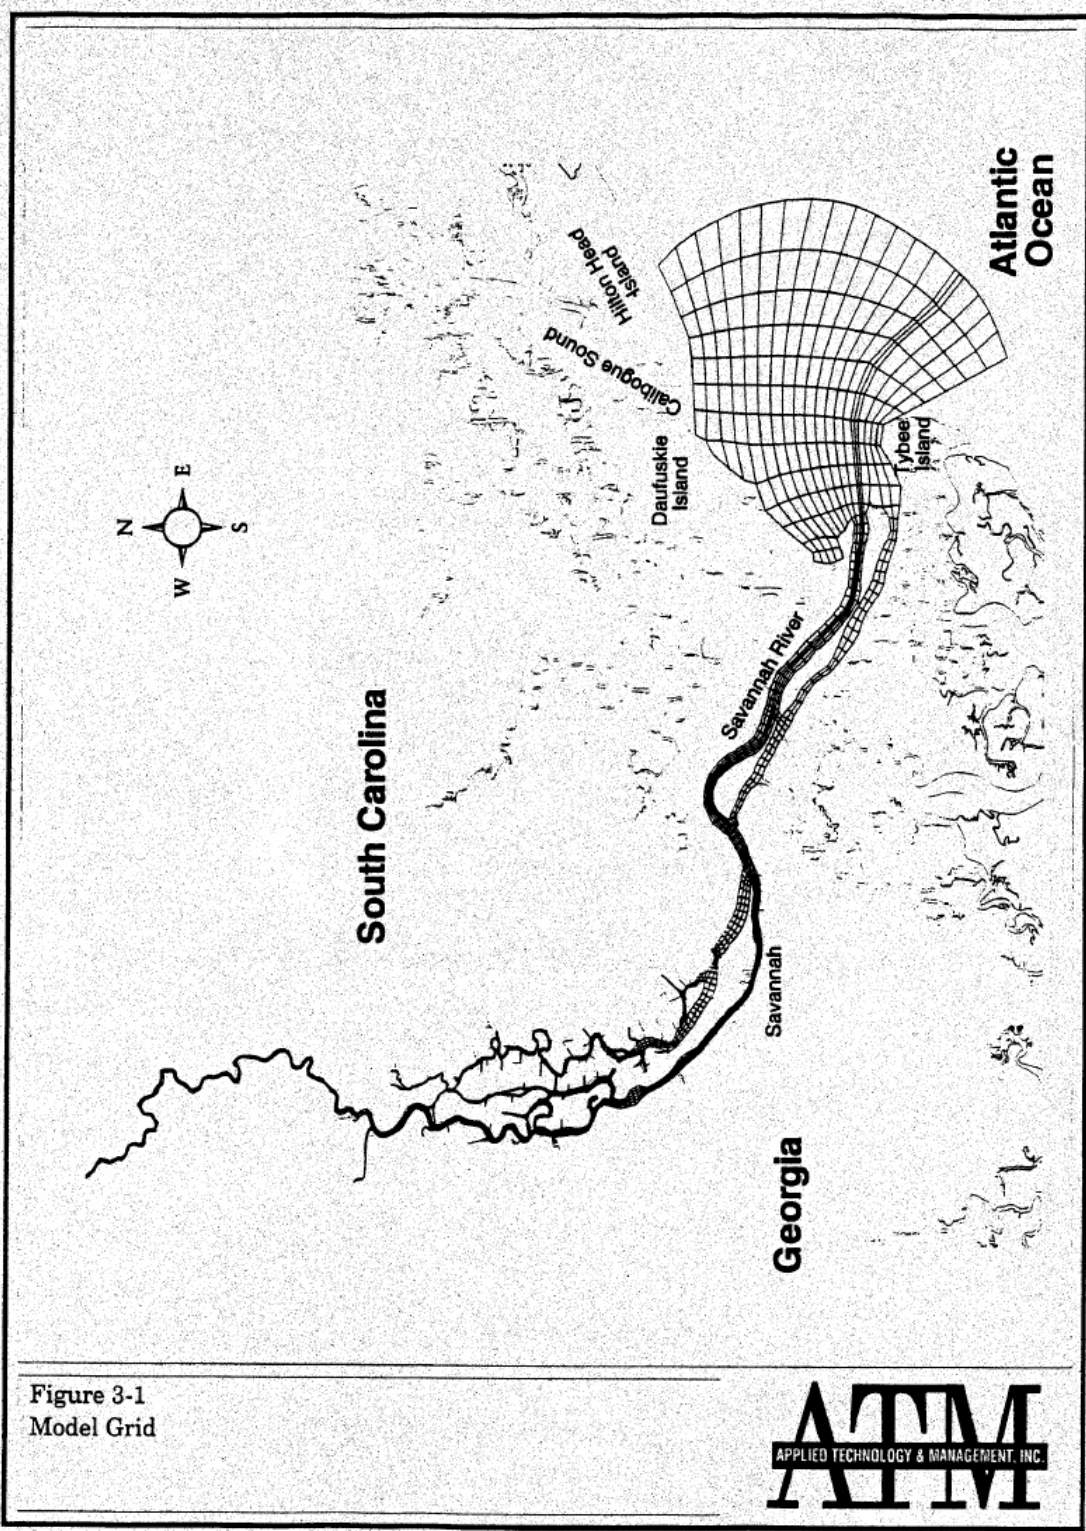 Atlantic
Ocean
Hilton Head
Island
Calibogue Sound
Tybee
Island
Daufuskie
Island
N
E
S
W
Savannah River
South Carolina
Savannah
Georgia
Figure 3-1
Model Grid
ATM
APPLIED TECHNOLOGY & MANAGEMENT, INC.